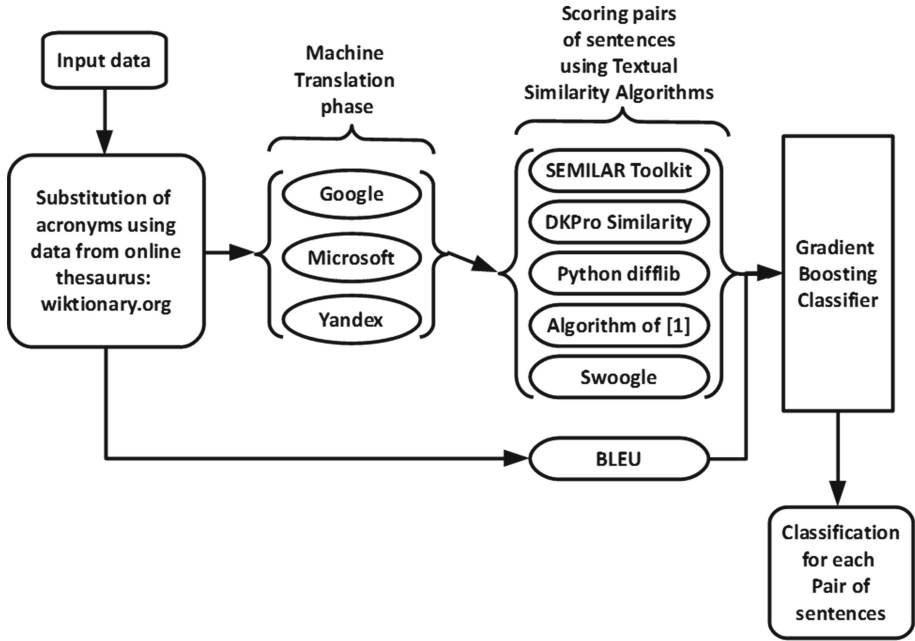 Input data
Substitution of
acronyms using
data from online
thesaurus:
wiktionary.org
Machine
Translation
phase
Google
Microsoft
Yandex
Scoring pairs
of sentences
using Textual
Similarity Algorithms
SEMILAR Toolkit
DKPro Similarity
Python difflib
Algorithm of [1]
Swoogle
BLEU
Gradient
Boosting
Classifier
Classification
for each
Pair of
sentences